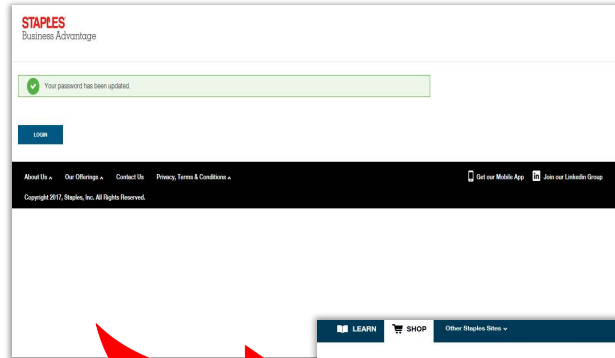 STAPLES
Business Advantage
Your password has been updated.
LOGIN
About Us Our Offerings Contact Us Privacy, Terms & Conditions Get our Mobile App in Join our Linkedin Group
Copyright 2017, Staples, Inc. All Rights Reserved.
LEARN SHOP Other Staples Sites